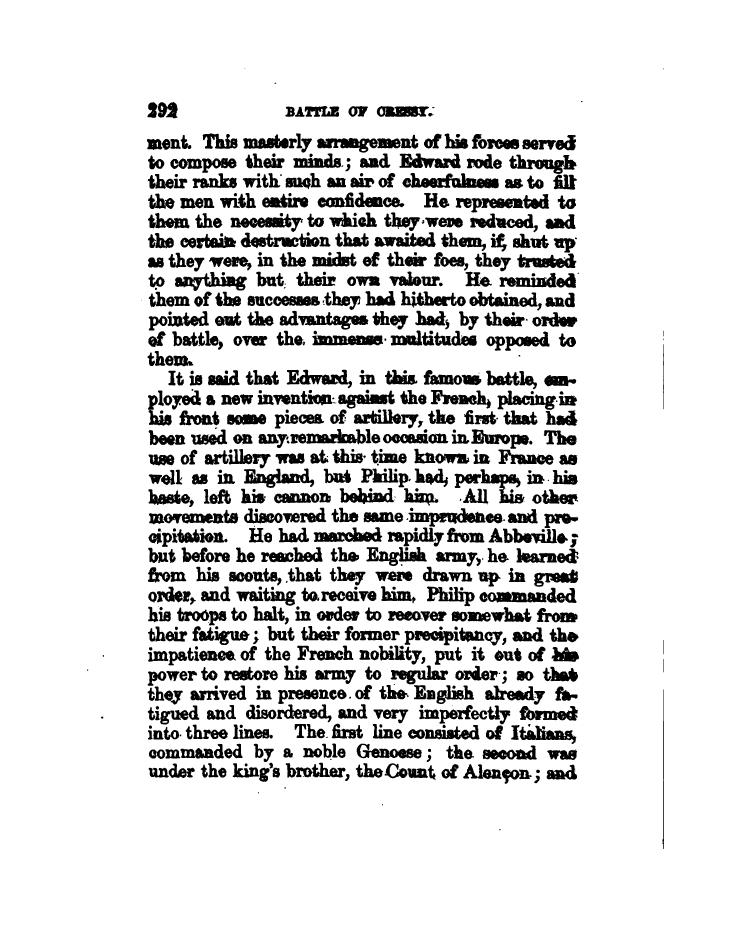 292 BATTLE OF CRESSY.
ment. This masterly arrangement of his forces served
to compose their minds; and Edward rode through
their ranks with such an air of cheerfulness as to fill
the men with entire confidence. He represented to
them the necessity to which they were reduced, and
the certain destruction that awaited them, if, shut up
as they were, in the midst of their foes, they trusted
to anything but their own valour. He reminded
them of the successes they had hitherto obtained, and
pointed out the advantages they had, by their order
of battle, over the immense multitudes opposed to
them.
It is said that Edward, in this famous battle, em-
ployed a new invention against the French, placing in
his front some pieces of artillery, the first that had
been used on any remarkable occasion in Europe. The
use of artillery was at this time known in France as
well as in England, but Philip had, perhaps, in his
haste, left his cannon behind him. All his other
movements discovered the same imprudence and pre-
cipitation. He had marched rapidly from Abbeville;
but before he reached the English army, he learned
from his scouts, that they were drawn up in great
order, and waiting to receive him. Philip commanded
his troops to halt, in order to recover somewhat from
their fatigue; but their former precipitancy, and the
impatience of the French nobility, put it out of his
power to restore his army to regular order; so that
they arrived in presence of the English already fa-
tigued and disordered, and very imperfectly formed
into three lines. The first line consisted of Italians,
commanded by a noble Genoese; the second was
under the king's brother, the Count of Alençon; and